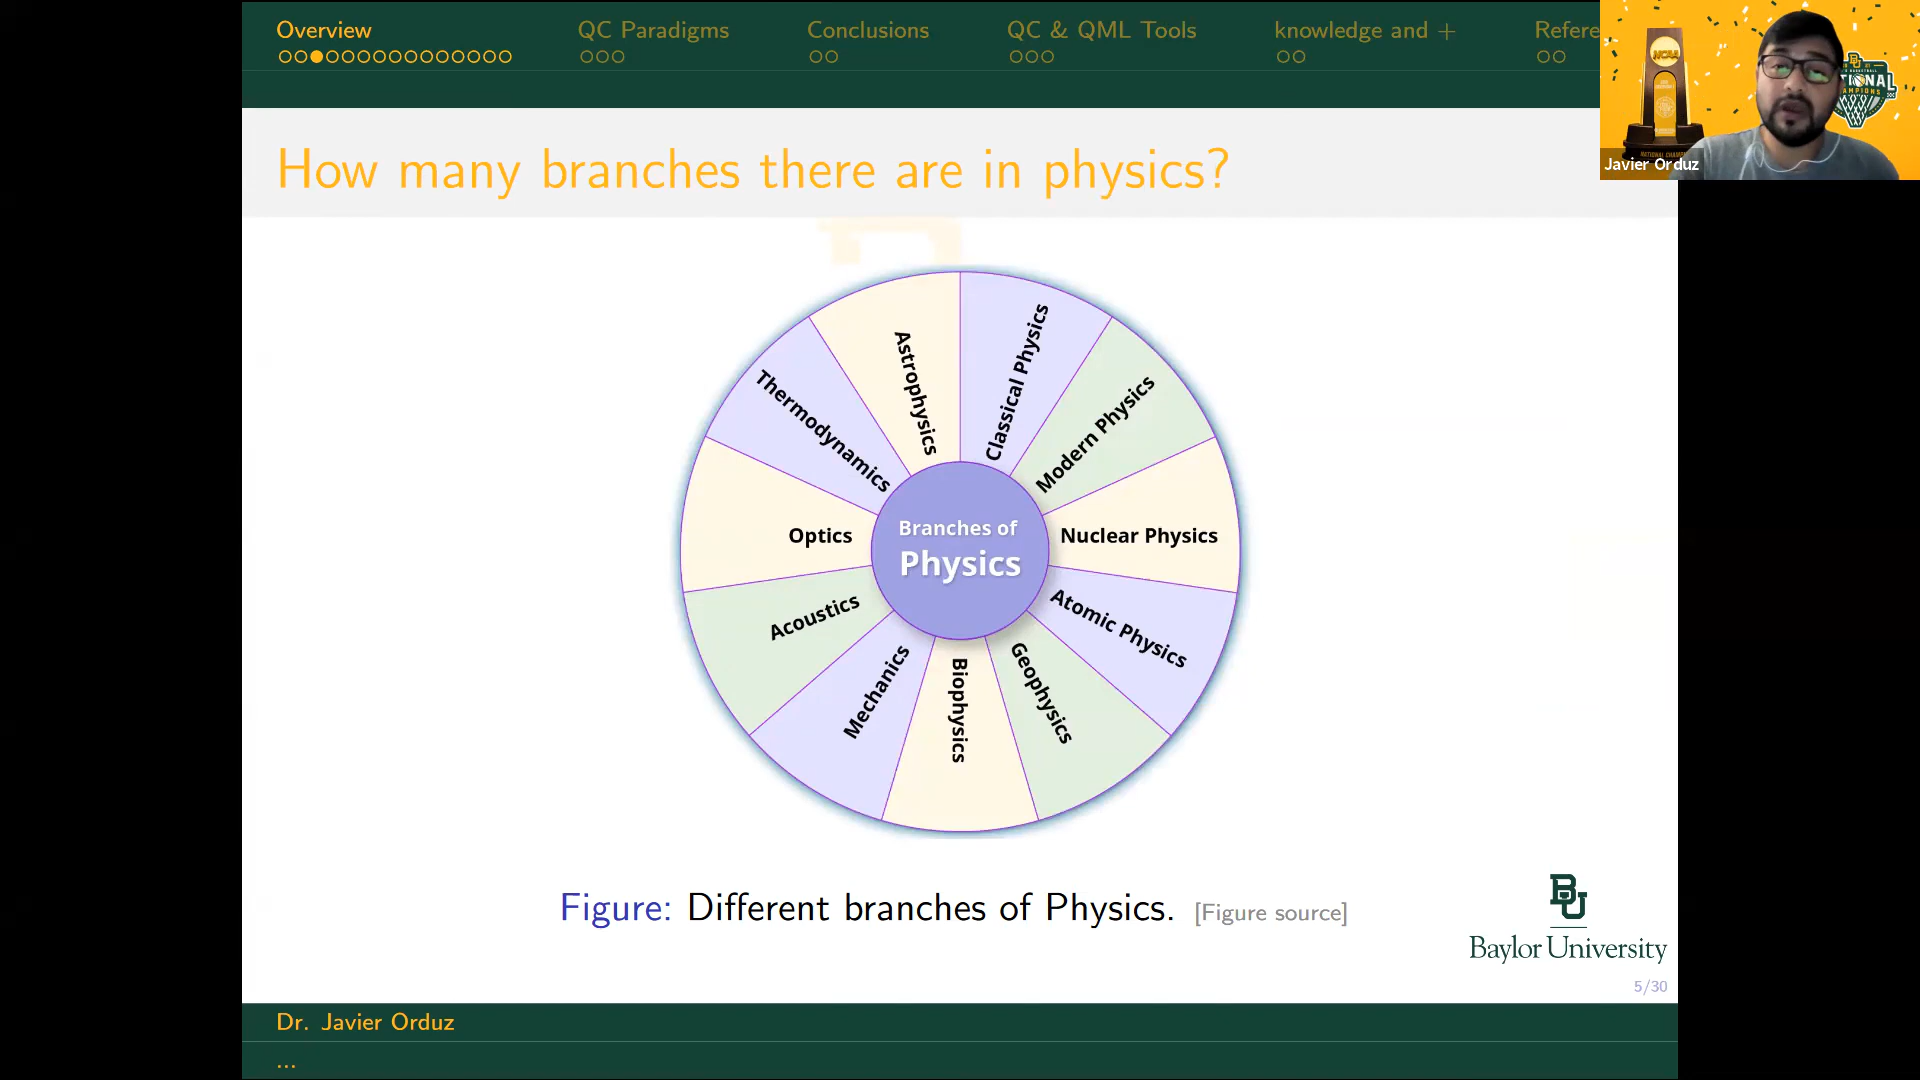 Overview
QC Paradigms
Conclusions
QC & QML Tools
knowledge and +
Refere
How many branches there are in physics?
Astrophysics
Classical Physics
Thermodynamics
Modern Physics
Optics
Branches of
Physics
Nuclear Physics
Acoustics
Atomic Physics
Mechanics
Biophysics
Geophysics
Figure: Different branches of Physics. [Figure source]
BU
Baylor University
5/30
Dr. Javier Orduz
...
NCAA
Javier Orduz